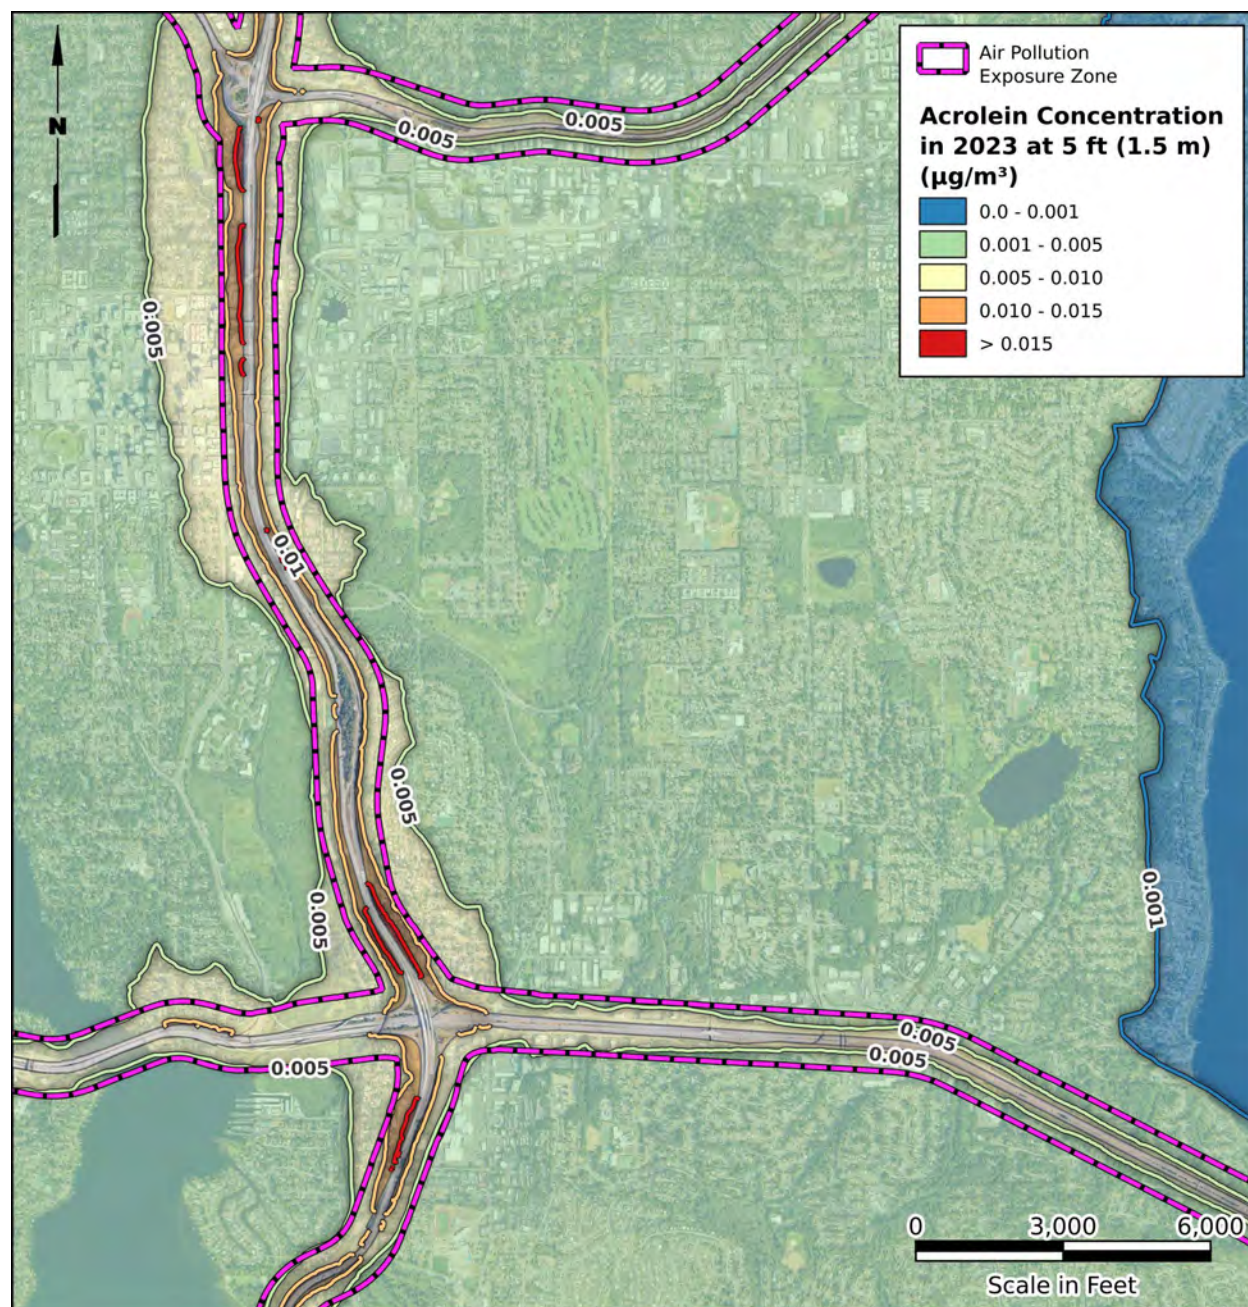 N
Air Pollution
Exposure Zone
Acrolein Concentration
in 2023 at 5 ft (1.5 m)
(µg/m³)
0.0 - 0.001
0.001 - 0.005
0.005 - 0.010
0.010 - 0.015
> 0.015
0.005
0.005
0.005
0.01
0.005
0.005
0.001
0.005
0.005
0.005
0 3,000 6,000
Scale in Feet